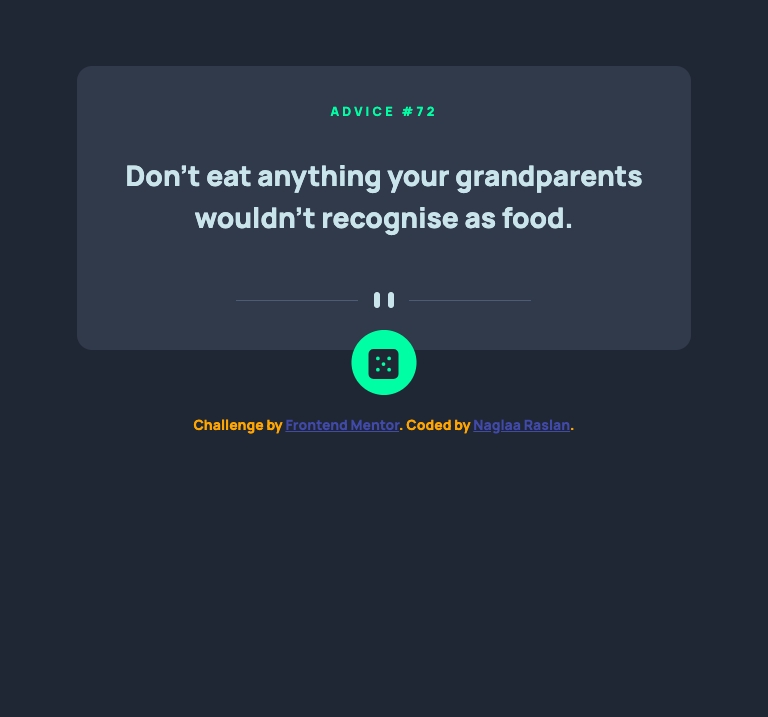 ADVICE #72
Don’t eat anything your grandparents
wouldn’t recognise as food.
Challenge by Frontend Mentor. Coded by Naglaa Raslan.